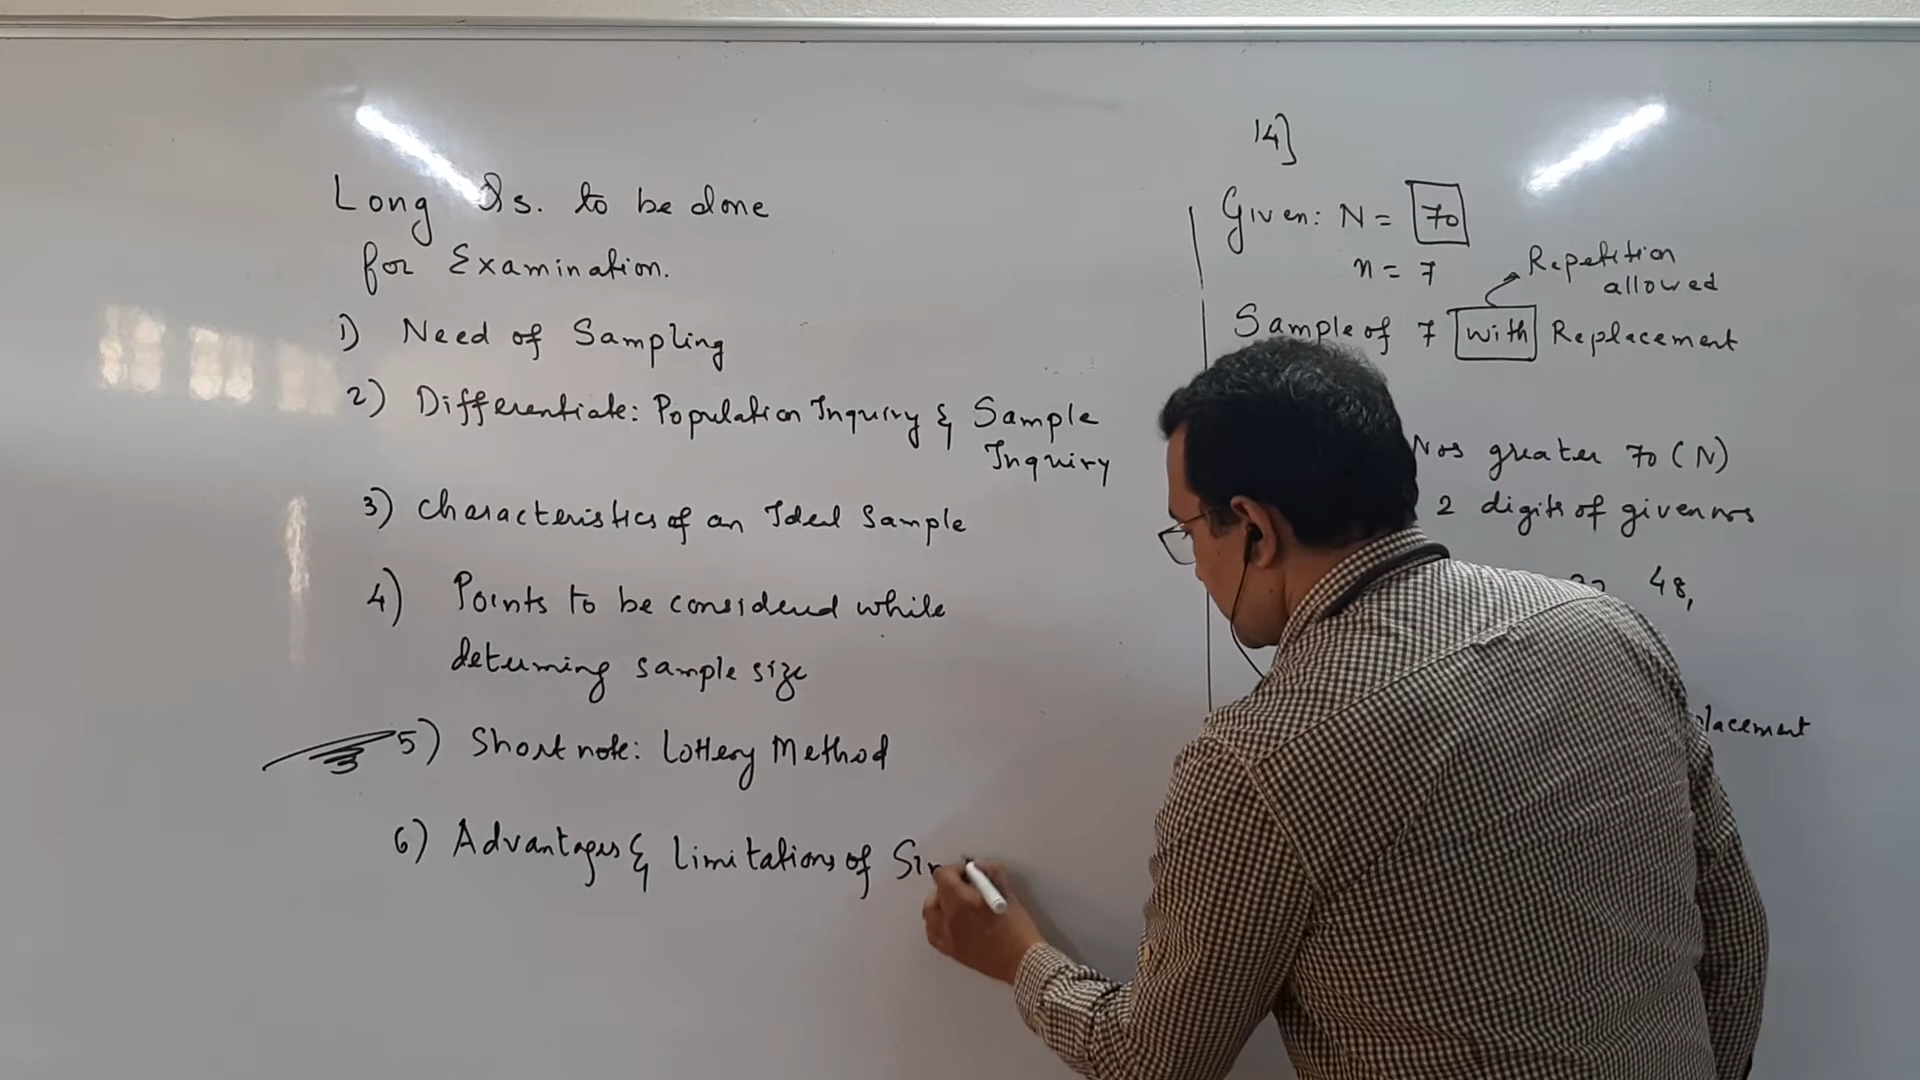 Long Qs. to be done
for Examination.
1) Need of Sampling
2) Differentiate: Population Inquiry & Sample
Inquiry
3) Characteristics of an Ideal Sample
4) Points to be considered while
determing sample size
5) Short note: Lottery Method
6) Advantages & Limitations of
14]
Given: N = 70
n = 7
Repetition
allowed
Sample of 7 with Replacement
Nos greater 70 (N)
2 digits of given nos
48,